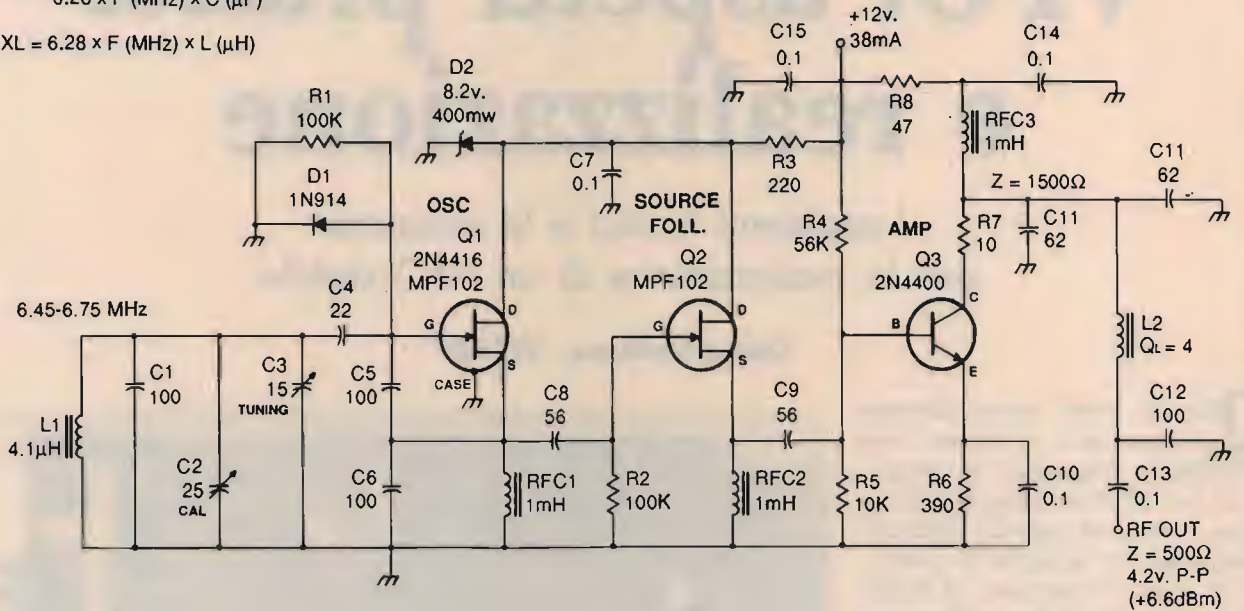 6.28 x F (MHz) x C (µF)
XL = 6.28 x F (MHz) x L (µH)
+12v.
38mA
C15
0.1
C14
0.1
R8
47
R1
100K
D2
8.2v.
400mw
RFC3
1mH
D1
1N914
C7
0.1
R3
220
Z = 1500Ω
C11
62
C11
62
OSC
Q1
2N4416
MPF102
SOURCE
FOLL.
Q2
MPF102
R4
56K
AMP
Q3
2N4400
R7
10
6.45-6.75 MHz
C4
22
G
D
S
CASE
G
D
S
B
C
E
L2
QL = 4
C1
100
C3
15
TUNING
C5
100
C8
56
C9
56
C12
100
L1
4.1µH
C2
25
CAL
C6
100
RFC1
1mH
R2
100K
RFC2
1mH
R5
10K
R6
390
C10
0.1
C13
0.1
RF OUT
Z = 500Ω
4.2v. P-P
(+6.6dBm)